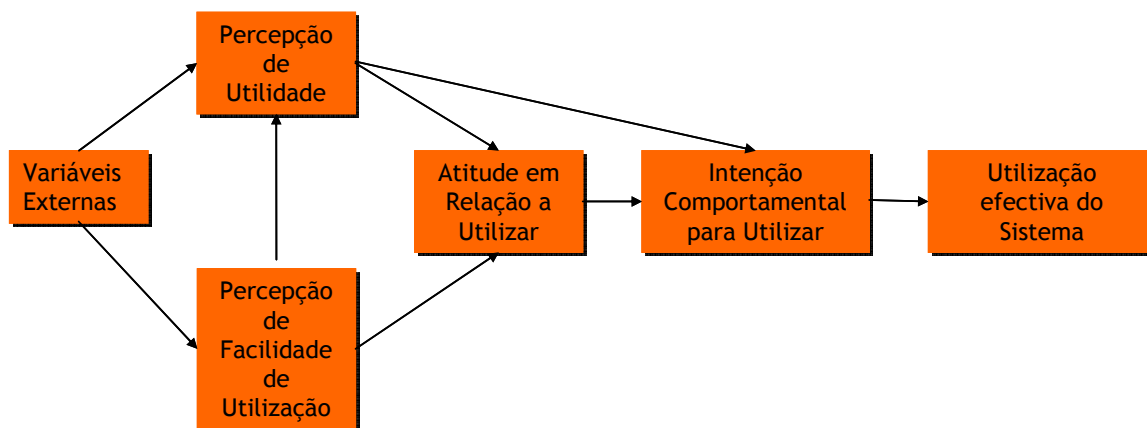 Percepção
de
Utilidade
Variáveis
Externas
Atitude em
Relação a
Utilizar
Intenção
Comportamental
para Utilizar
Utilização
efectiva do
Sistema
Percepção
de
Facilidade
de
Utilização